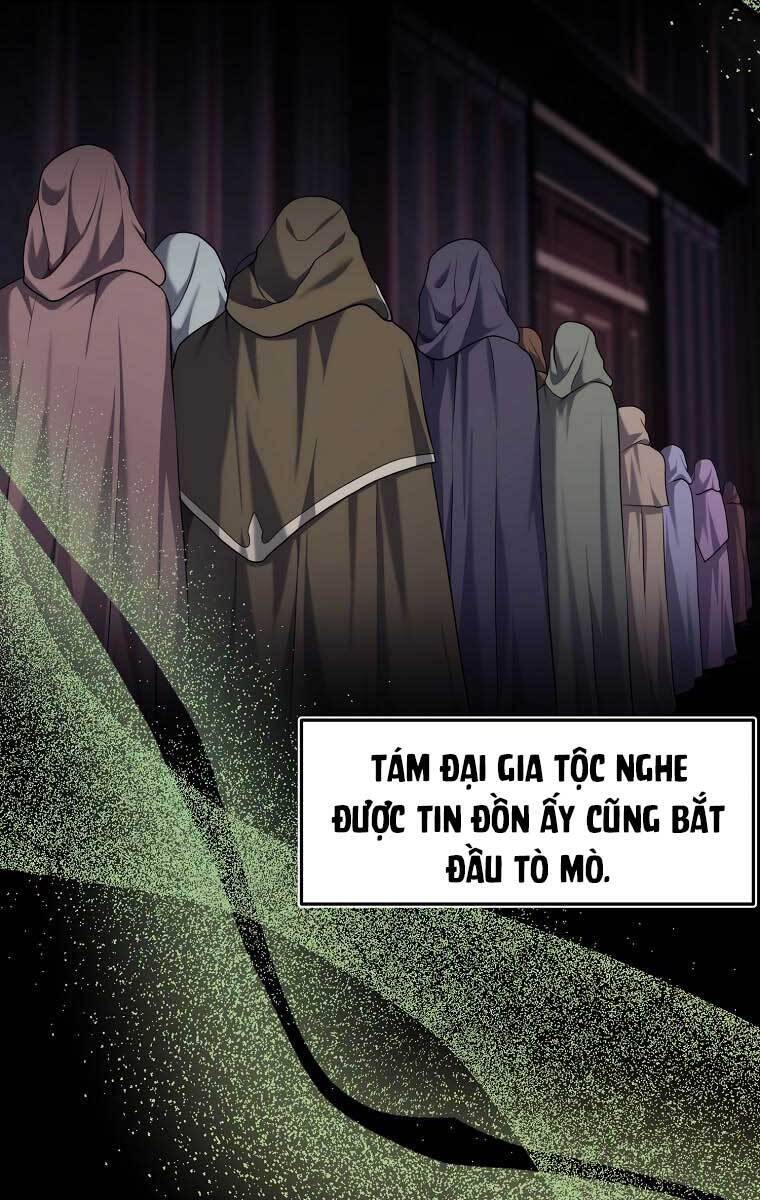 TÁM ĐẠI GIA TỘC NGHE
ĐƯỢC TIN ĐỒN ẤY CŨNG BẮT
ĐẦU TÒ MÒ.